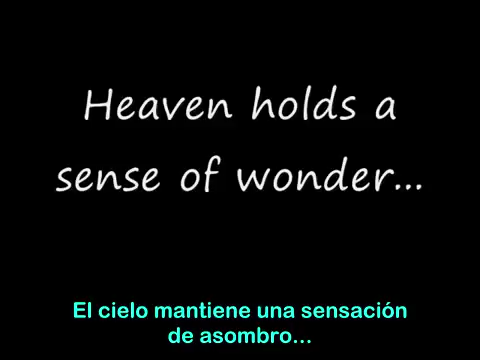 Heaven holds a
sense of wonder...
El cielo mantiene una sensación
de asombro...